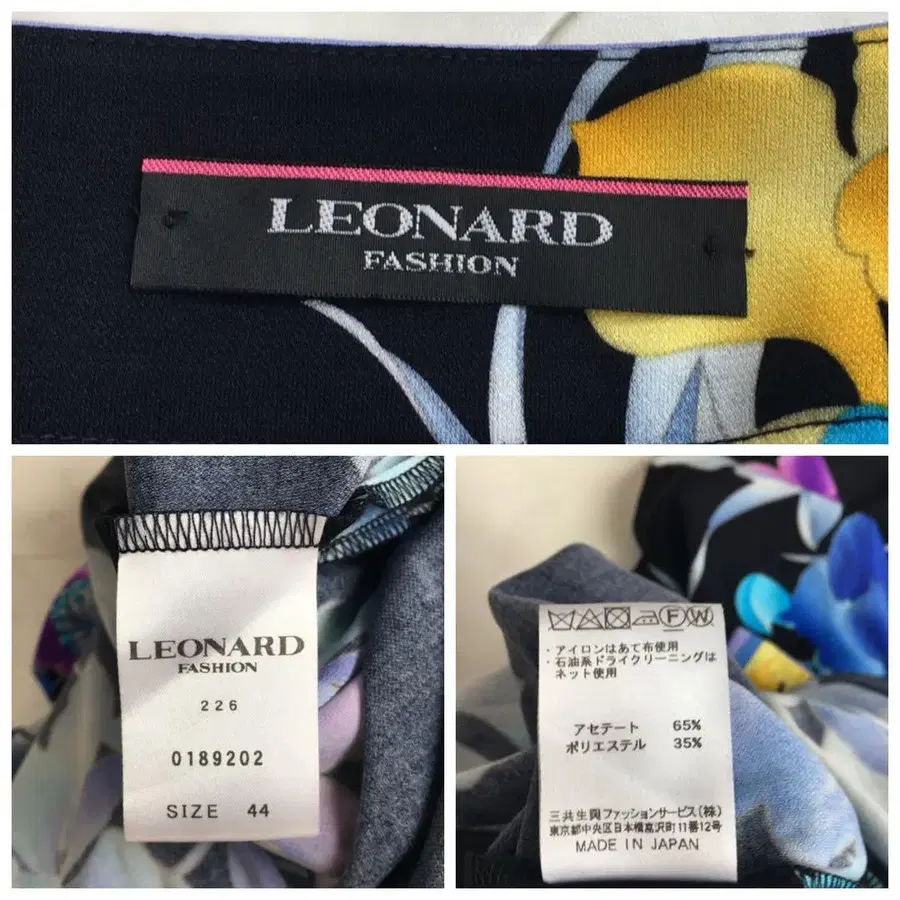 LEONARD
FASHION
LEONARD
FASHION
226
0189202
SIZE 44
F W
・アイロンはあて布使用
・石油系ドライクリーニングは
ネット使用
アセテート 65%
ポリエステル 35%
三共生興ファッションサービス(株)
東京都中央区日本橋富沢町11番12号
MADE IN JAPAN